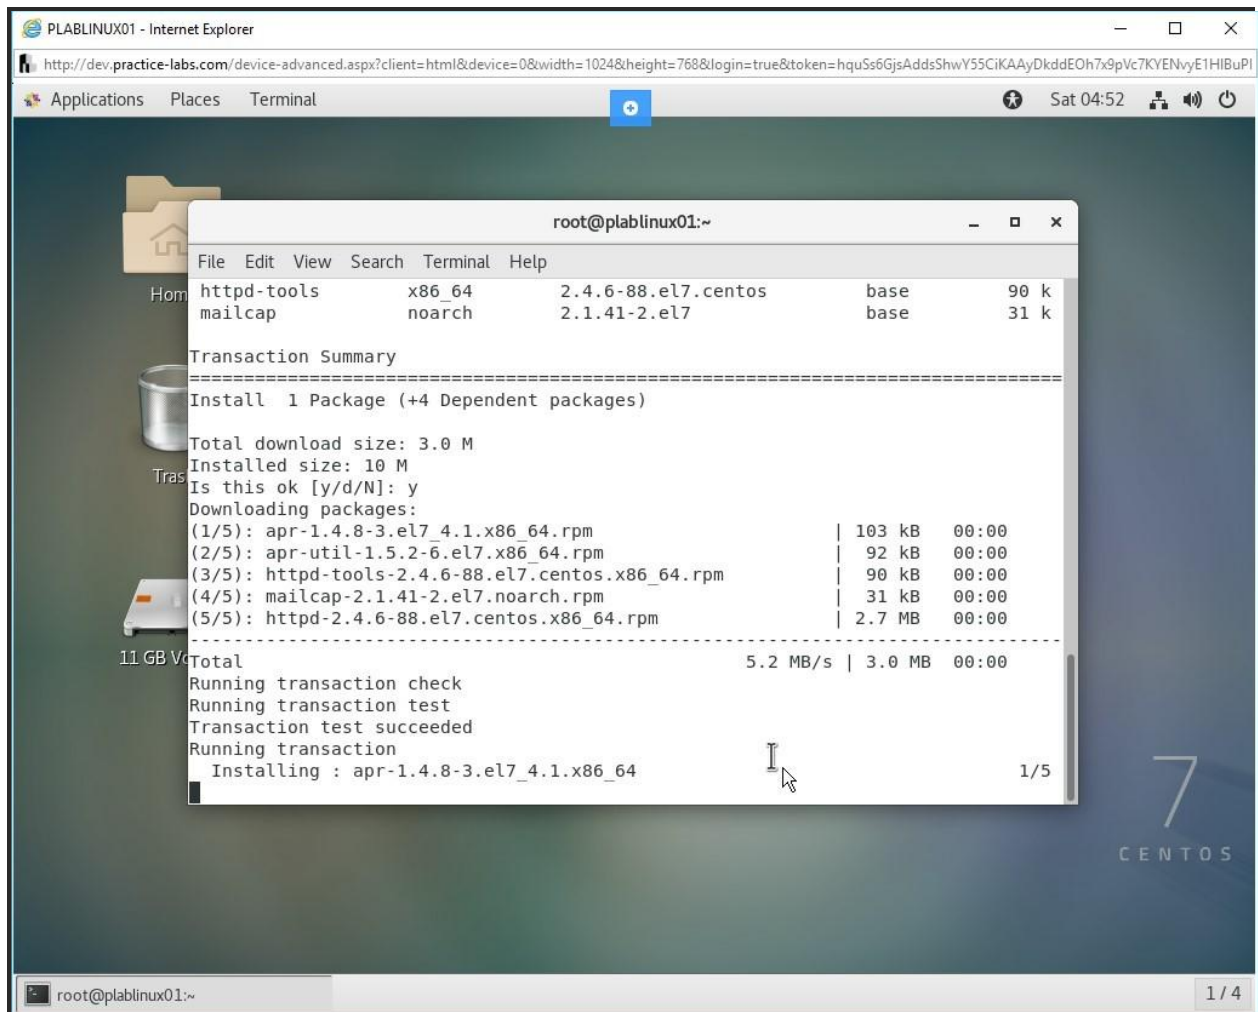 PLABLINUX01 - Internet Explorer
http://dev.practice-labs.com/device-advanced.aspx?client=html&device=0&width=1024&height=768&login=true&token=hquSs6GjsAddsShwY55CiKAAyDkddEOh7x9pVc7KYENvyE1HIBuPl
Applications Places Terminal Sat 04:52
root@plablinux01:~
File Edit View Search Terminal Help
Hom
httpd-tools x86_64 2.4.6-88.el7.centos base 90 k
mailcap noarch 2.1.41-2.el7 base 31 k
Transaction Summary
================================================================================
Install 1 Package (+4 Dependent packages)
Total download size: 3.0 M
Installed size: 10 M
Tras
Is this ok [y/d/N]: y
Downloading packages:
(1/5): apr-1.4.8-3.el7_4.1.x86_64.rpm | 103 kB 00:00
(2/5): apr-util-1.5.2-6.el7.x86_64.rpm | 92 kB 00:00
(3/5): httpd-tools-2.4.6-88.el7.centos.x86_64.rpm | 90 kB 00:00
(4/5): mailcap-2.1.41-2.el7.noarch.rpm | 31 kB 00:00
(5/5): httpd-2.4.6-88.el7.centos.x86_64.rpm | 2.7 MB 00:00
--------------------------------------------------------------------------------
11 GB Vo
Total 5.2 MB/s | 3.0 MB 00:00
Running transaction check
Running transaction test
Transaction test succeeded
Running transaction
Installing : apr-1.4.8-3.el7_4.1.x86_64 1/5
7
CENTOS
root@plablinux01:~ 1 / 4